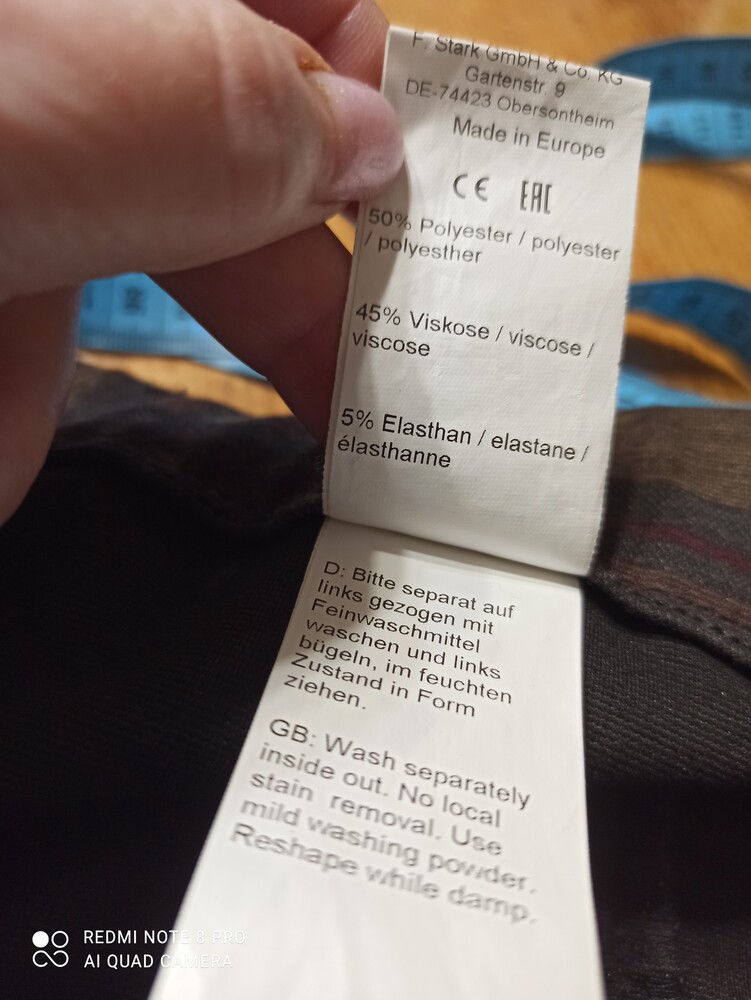 F. Stark GmbH & Co. KG
Gartenstr. 9
DE-74423 Obersontheim
Made in Europe
CE EAC
50% Polyester / polyester
/ polyesther
45% Viskose / viscose /
viscose
5% Elasthan / elastane /
élasthanne
D: Bitte separat auf
links gezogen mit
Feinwaschmittel
waschen und links
bügeln, im feuchten
Zustand in Form
ziehen.
GB: Wash separately
inside out. No local
stain removal. Use
mild washing powder.
Reshape while damp.
REDMI NOTE 8 PRO
AI QUAD CAMERA